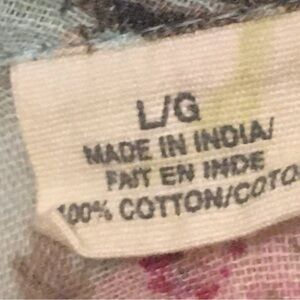 L/G
MADE IN INDIA/
FAIT EN INDE
100% COTTON/COTO